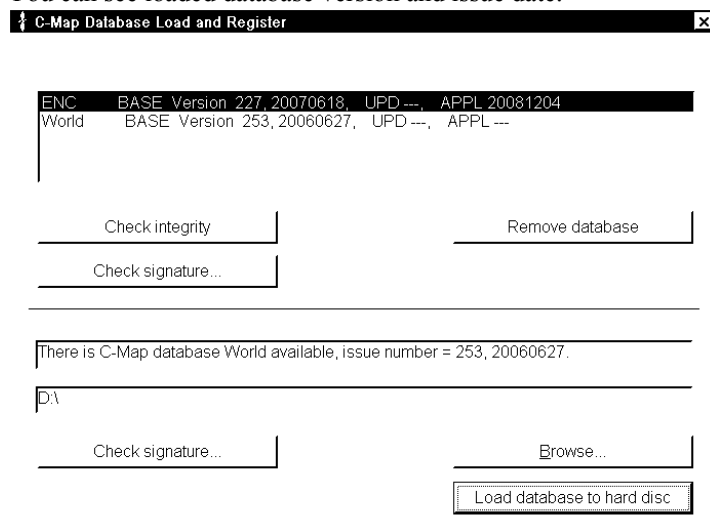 You can see loaded database version and issue date.
C-Map Database Load and Register
ENC BASE Version 227, 20070618, UPD ---, APPL 20081204
World BASE Version 253, 20060627, UPD ---, APPL ---
Check integrity Remove database
Check signature...
There is C-Map database World available, issue number = 253, 20060627.
D:\
Check signature... Browse...
Load database to hard disc